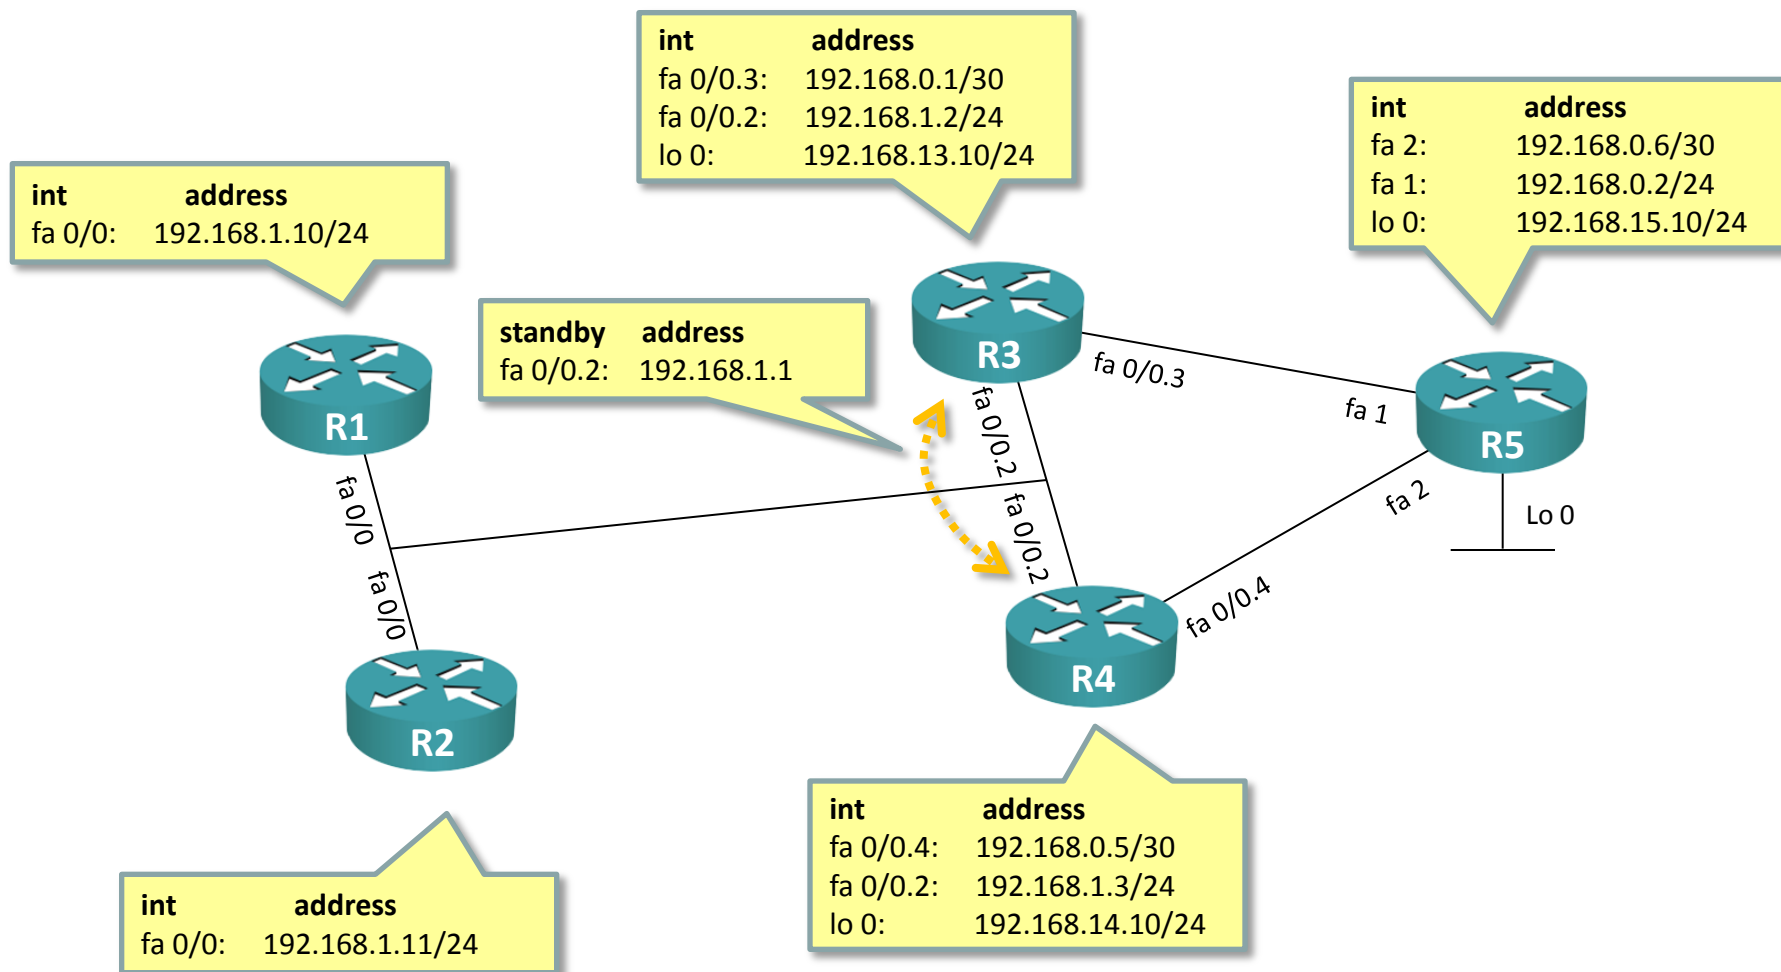 int address
fa 0/0.3: 192.168.0.1/30
fa 0/0.2: 192.168.1.2/24
lo 0: 192.168.13.10/24
int address
fa 2: 192.168.0.6/30
fa 1: 192.168.0.2/24
lo 0: 192.168.15.10/24
int address
fa 0/0: 192.168.1.10/24
standby address
fa 0/0.2: 192.168.1.1
R3
fa 0/0.3
fa 1
R1
R5
fa 0/0.2
fa 0/0
fa 2
Lo 0
fa 0/0.2
fa 0/0
fa 0/0.4
R4
R2
int address
fa 0/0.4: 192.168.0.5/30
fa 0/0.2: 192.168.1.3/24
lo 0: 192.168.14.10/24
int address
fa 0/0: 192.168.1.11/24